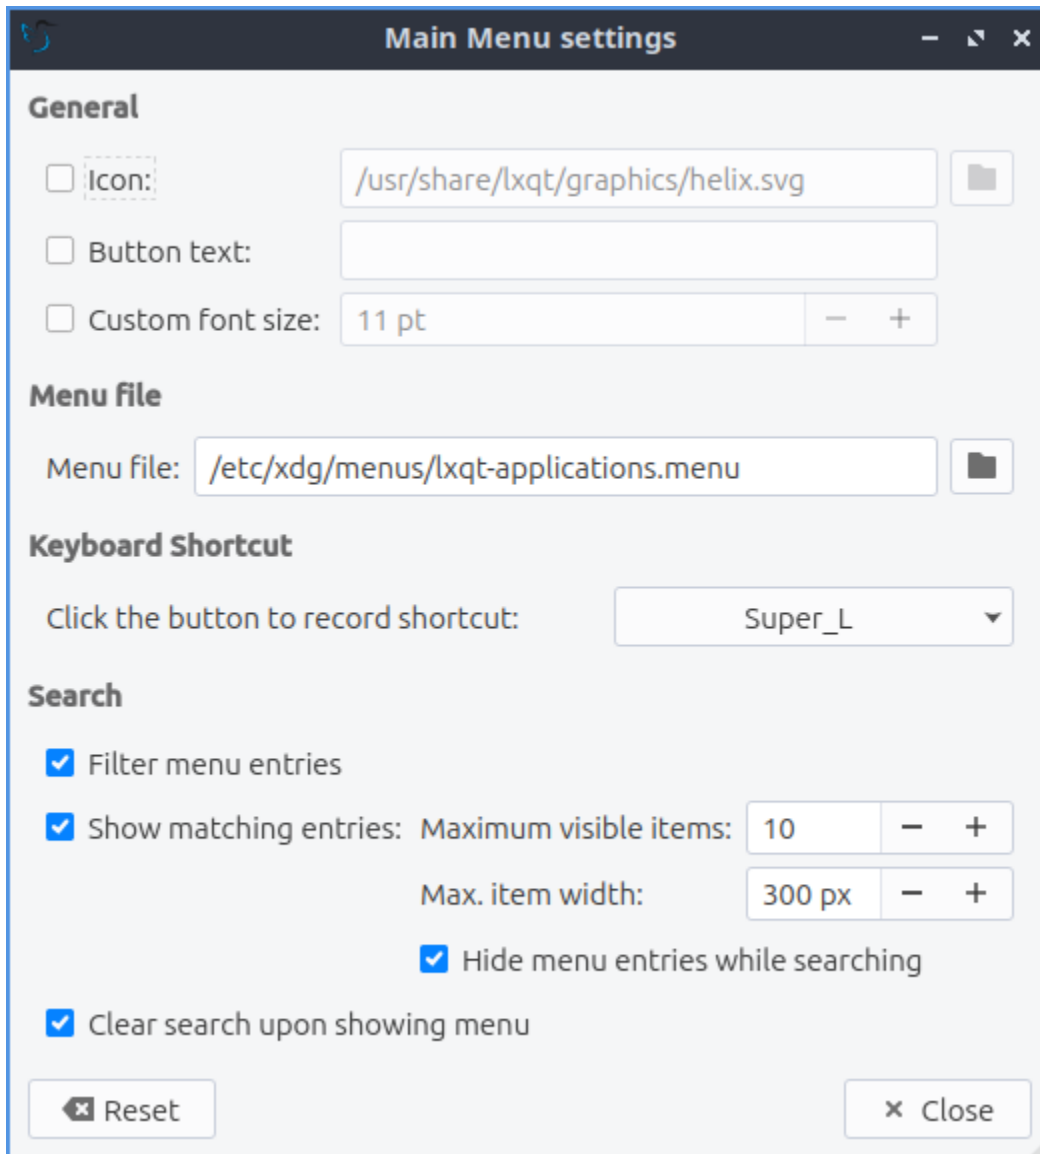 Main Menu settings
General
Icon: /usr/share/lxqt/graphics/helix.svg
Button text:
Custom font size: 11 pt
Menu file
Menu file: /etc/xdg/menus/lxqt-applications.menu
Keyboard Shortcut
Click the button to record shortcut: Super_L
Search
Filter menu entries
Show matching entries: Maximum visible items: 10
Max. item width: 300 px
Hide menu entries while searching
Clear search upon showing menu
Reset Close